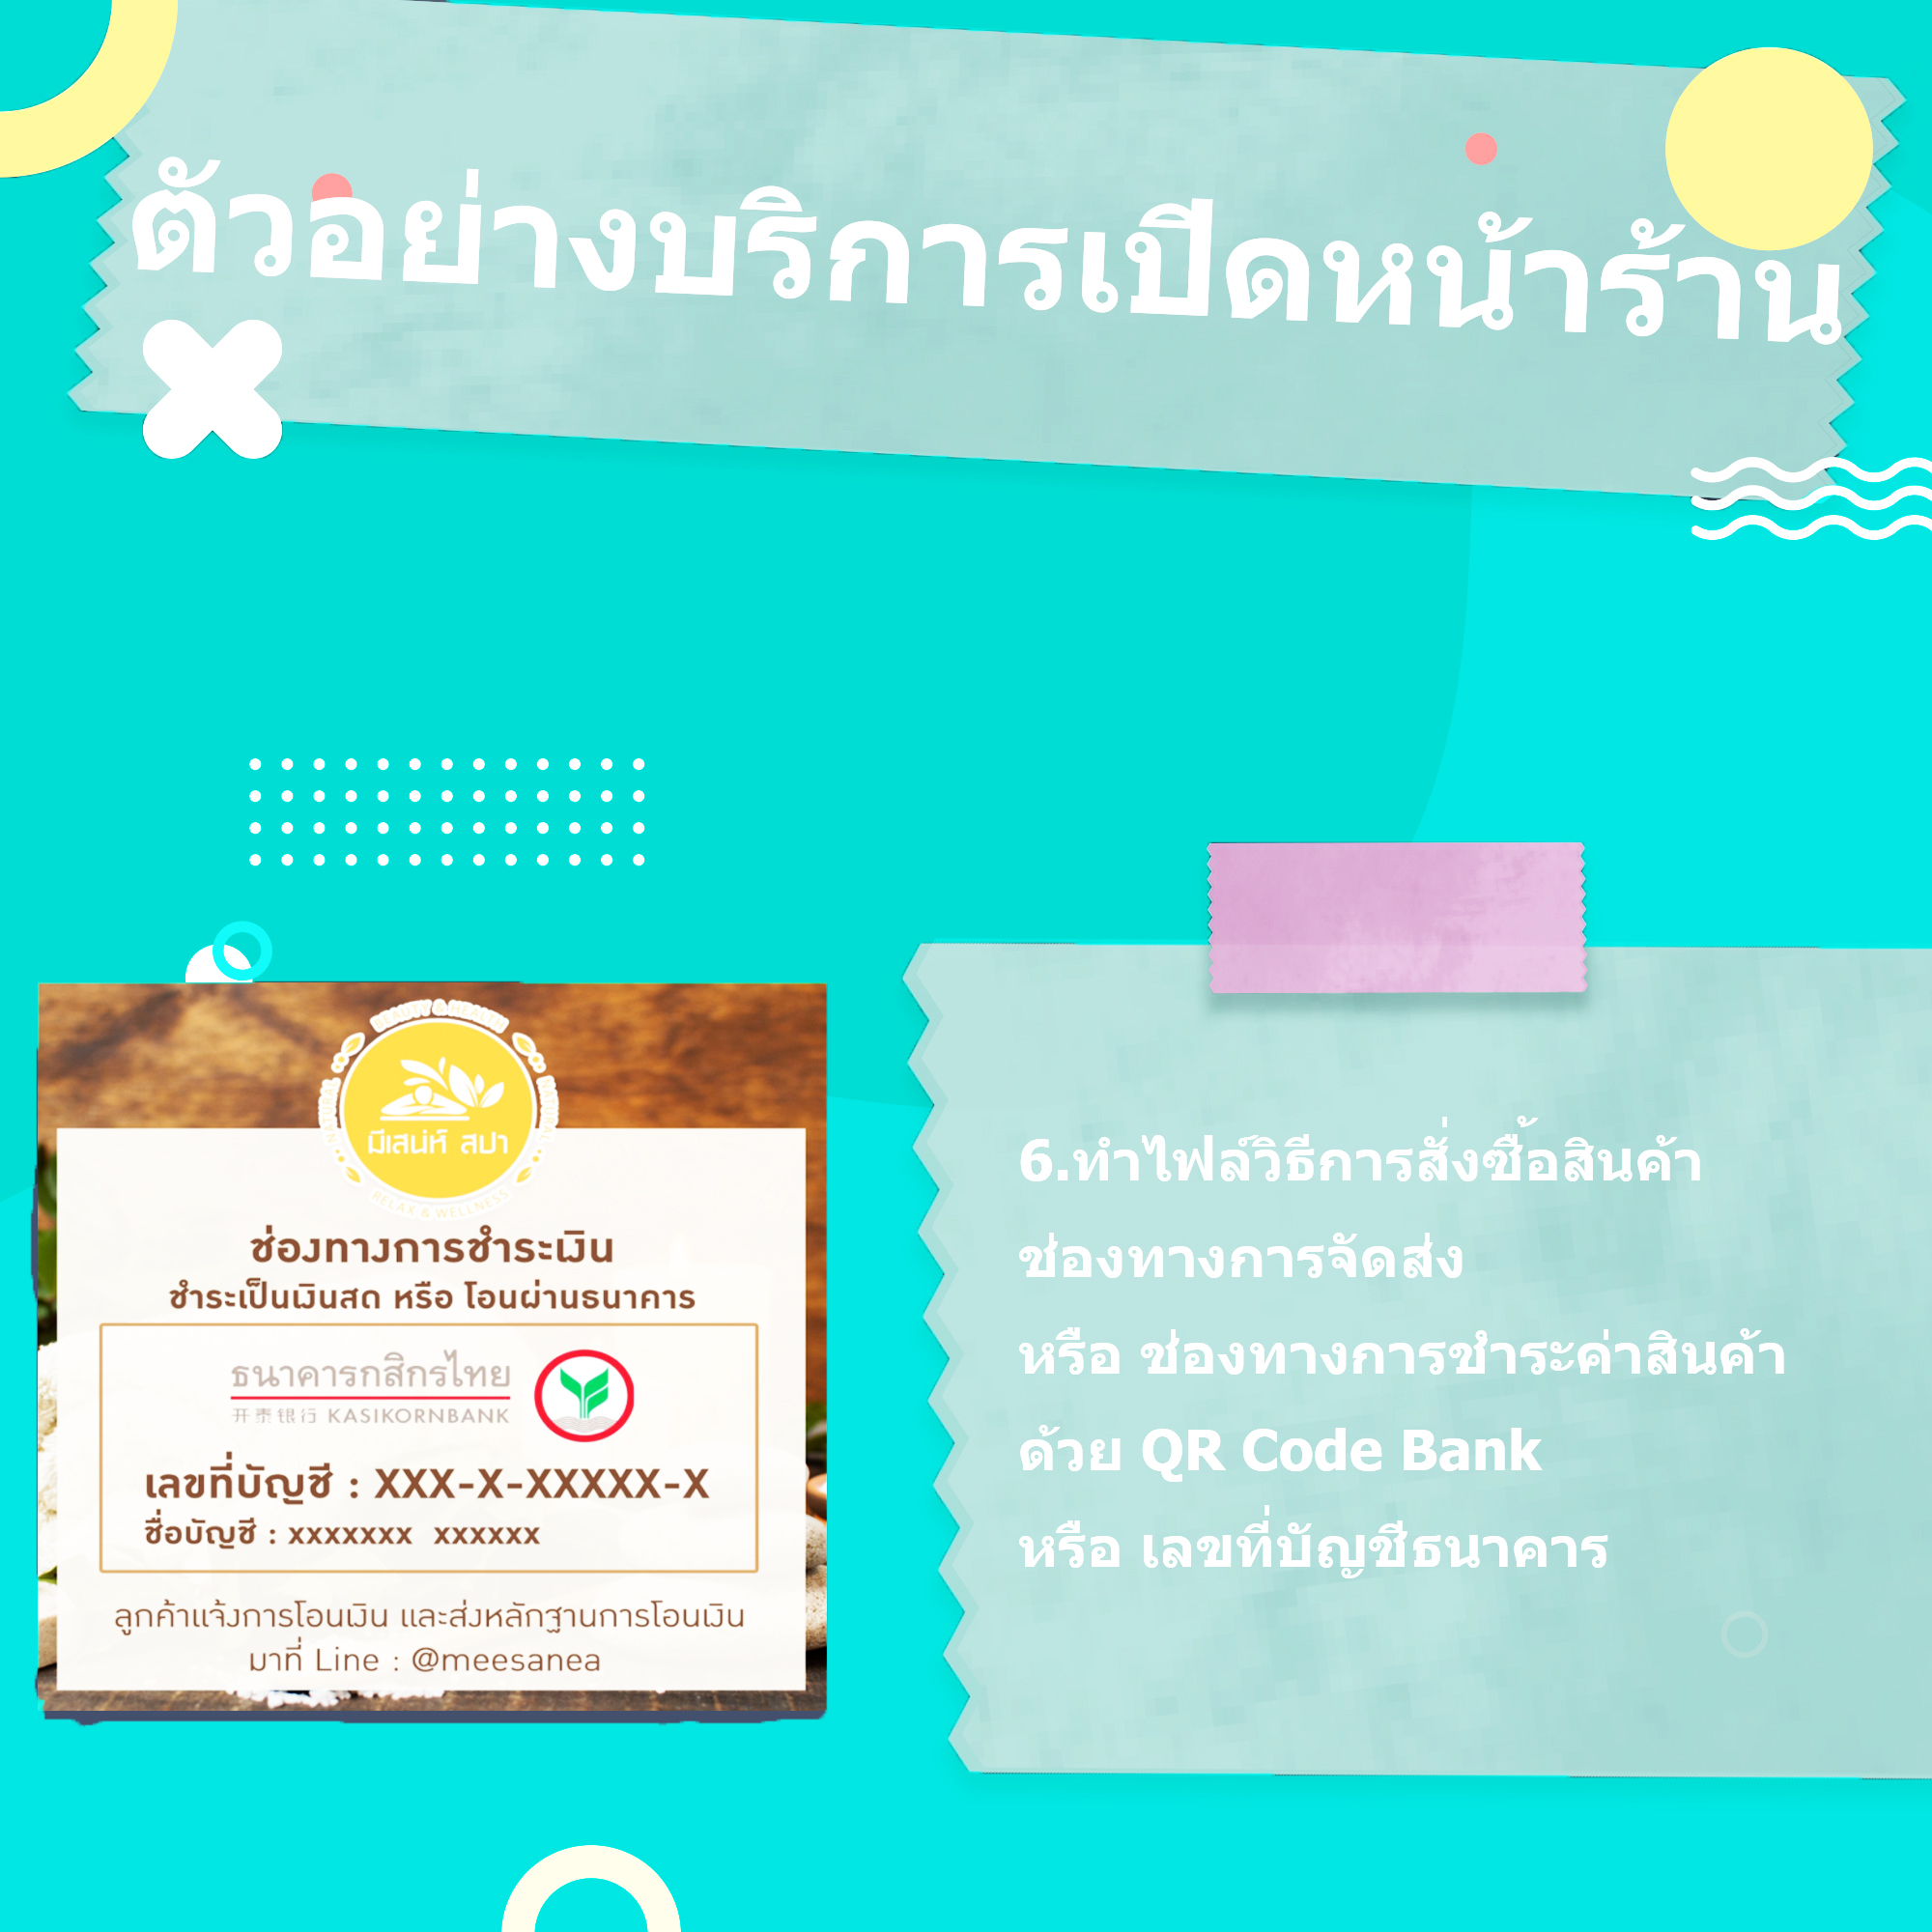 ตัวอย่างบริการเปิดหน้าร้าน
BEAUTY & HEALTH
NATURAL
NATURAL
มีเสน่ห์ สปา
RELAX & WELLNESS
ช่องทางการชำระเงิน
ชำระเป็นเงินสด หรือ โอนผ่านธนาคาร
ธนาคารกสิกรไทย
开泰银行 KASIKORNBANK
เลขที่บัญชี : XXX-X-XXXXX-X
ชื่อบัญชี : xxxxxxx xxxxxx
ลูกค้าแจ้งการโอนเงิน และส่งหลักฐานการโอนเงิน
มาที่ Line : @meesanea
6.ทำไฟล์วิธีการสั่งซื้อสินค้า
ช่องทางการจัดส่ง
หรือ ช่องทางการชำระค่าสินค้า
ด้วย QR Code Bank
หรือ เลขที่บัญชีธนาคาร